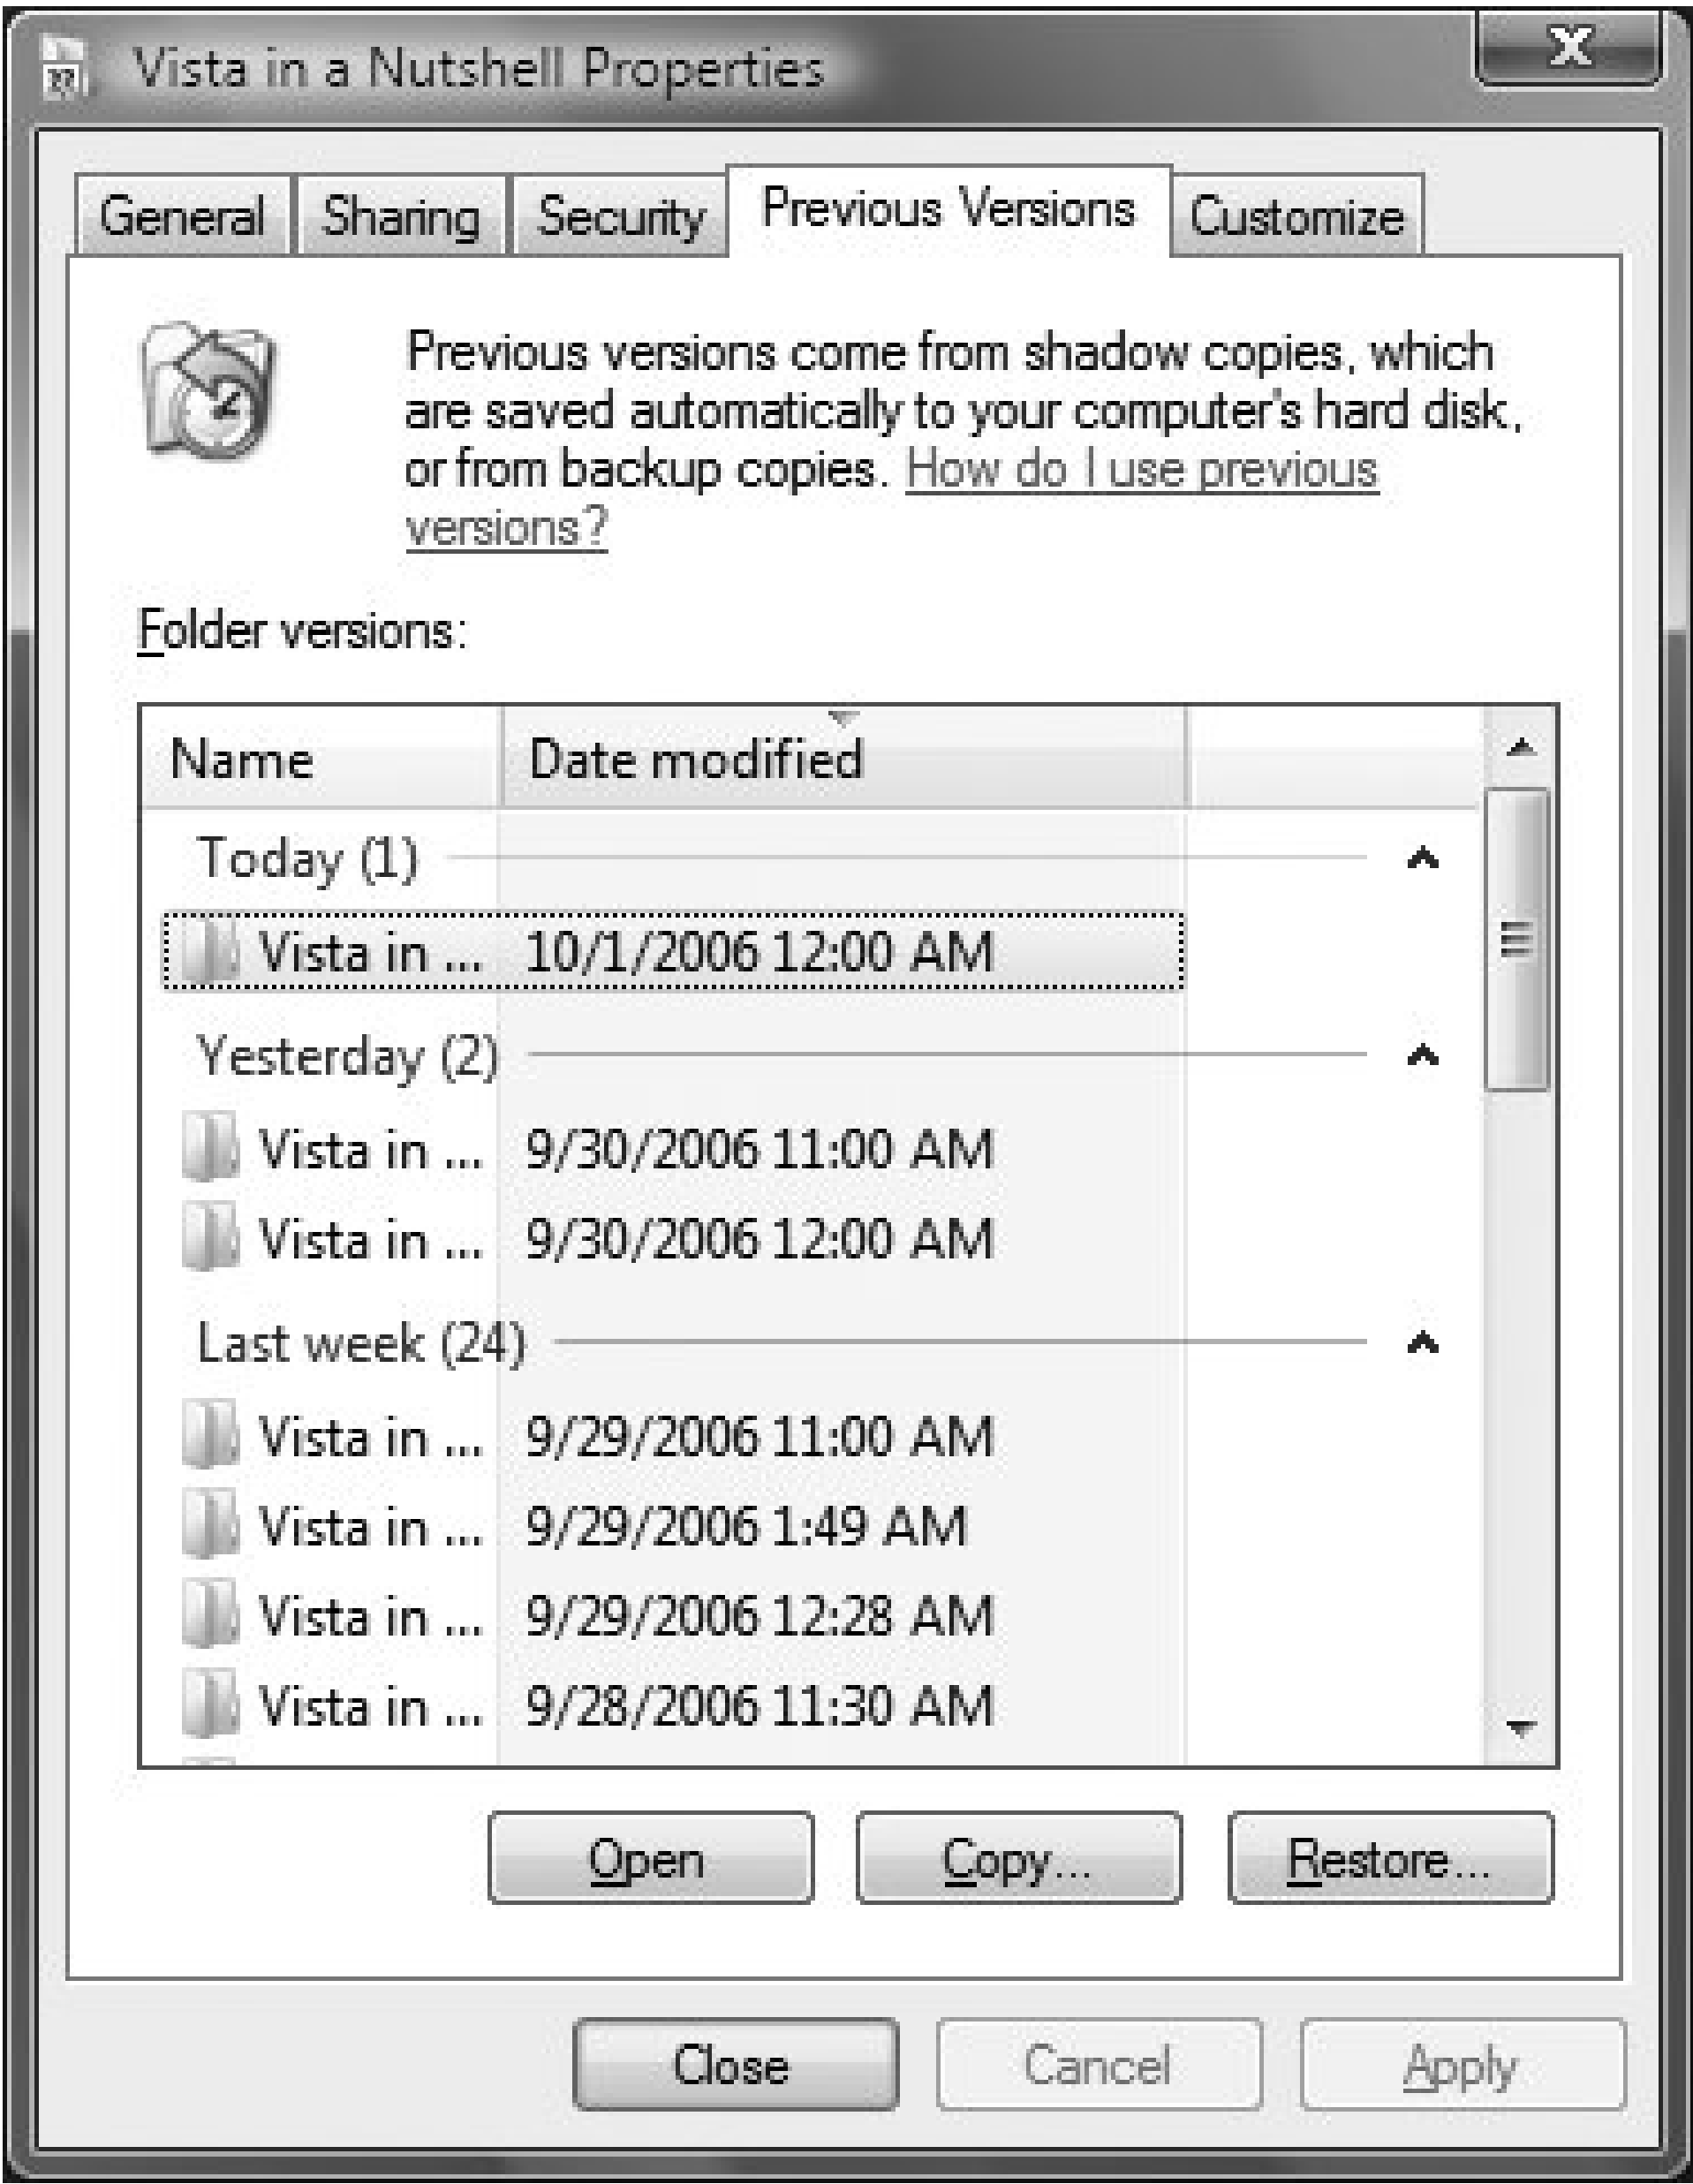 Vista in a Nutshell Properties
X
General Sharing Security Previous Versions Customize
Previous versions come from shadow copies, which
are saved automatically to your computer's hard disk,
or from backup copies. How do I use previous
versions?
Folder versions:
Name Date modified
Today (1)
Vista in ... 10/1/2006 12:00 AM
Yesterday (2)
Vista in ... 9/30/2006 11:00 AM
Vista in ... 9/30/2006 12:00 AM
Last week (24)
Vista in ... 9/29/2006 11:00 AM
Vista in ... 9/29/2006 1:49 AM
Vista in ... 9/29/2006 12:28 AM
Vista in ... 9/28/2006 11:30 AM
Open Copy... Restore...
Close Cancel Apply